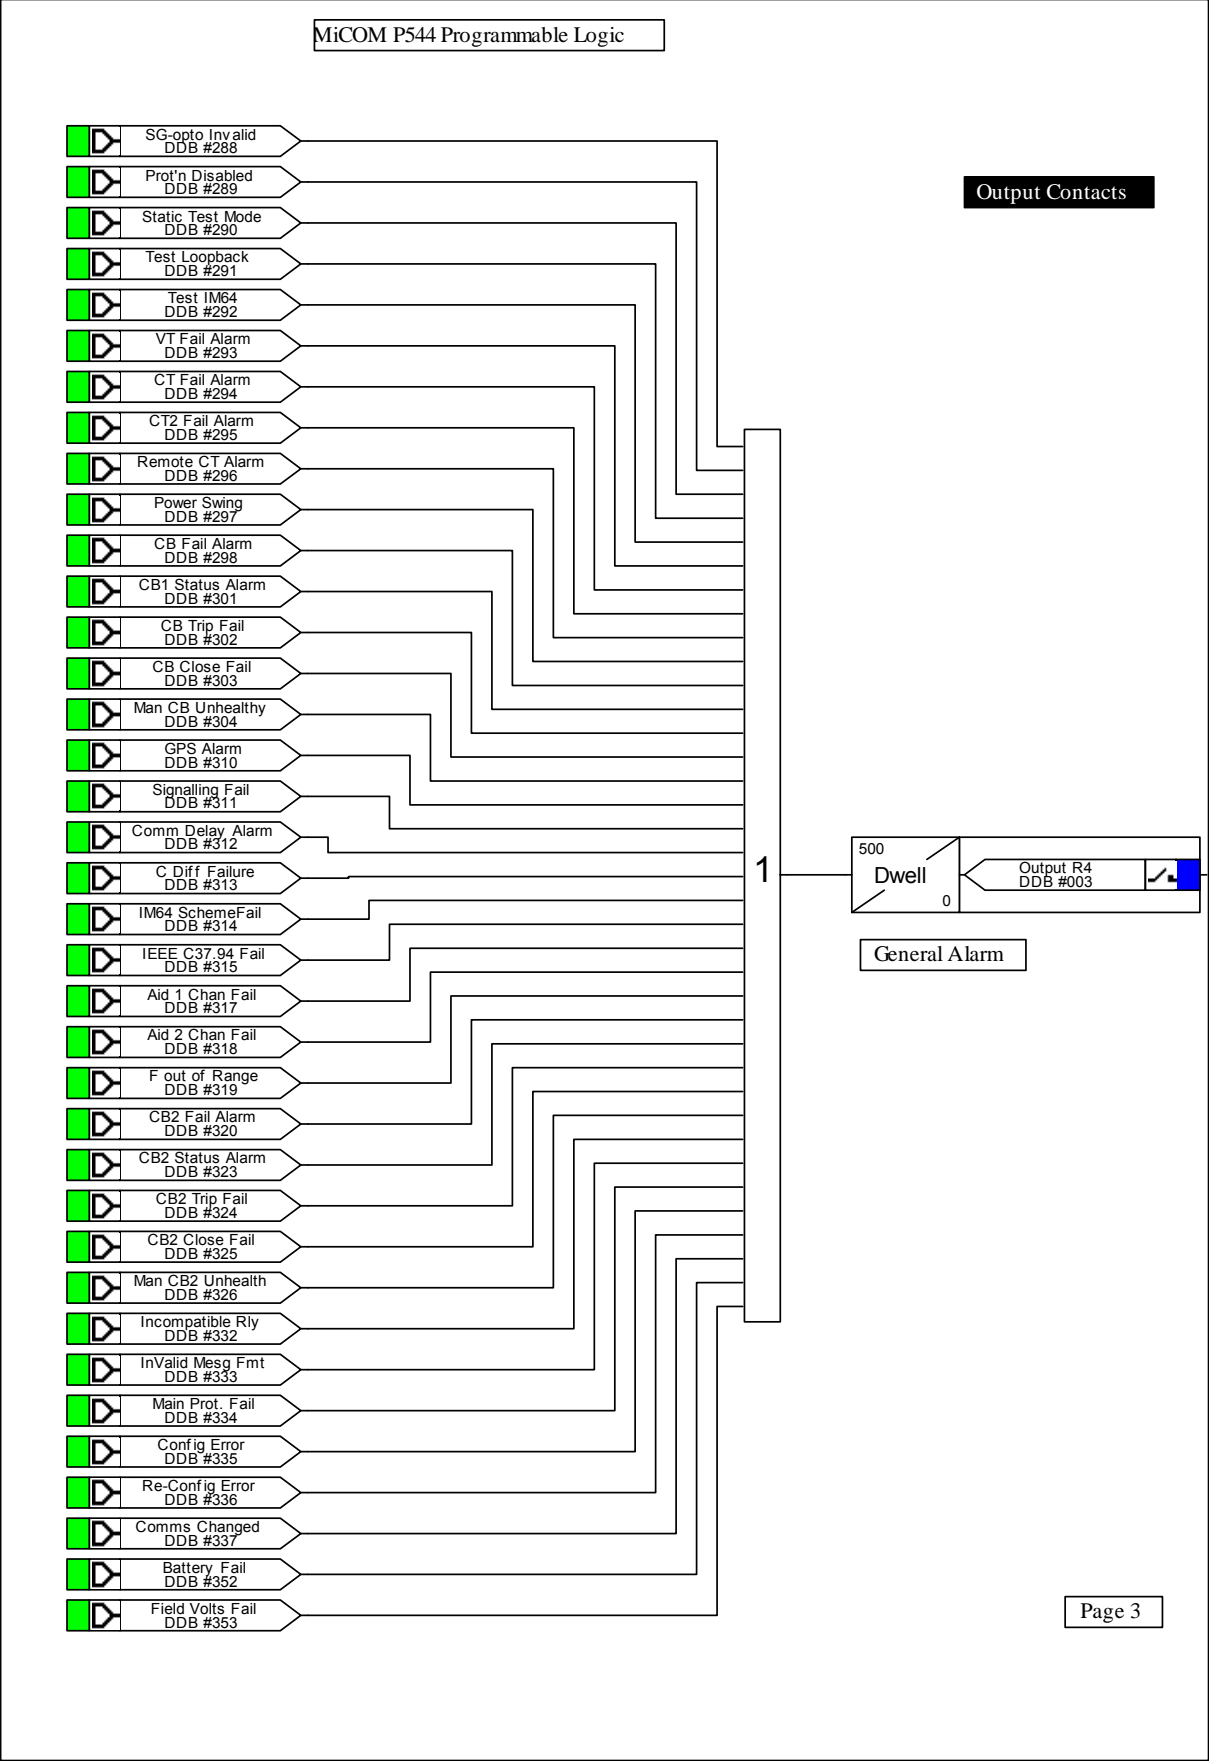 MiCOM P544 Programmable Logic
Output Contacts
SG-opto Invalid
DDB #288
Prot'n Disabled
DDB #289
Static Test Mode
DDB #290
Test Loopback
DDB #291
Test IM64
DDB #292
VT Fail Alarm
DDB #293
CT Fail Alarm
DDB #294
CT2 Fail Alarm
DDB #295
Remote CT Alarm
DDB #296
Power Swing
DDB #297
CB Fail Alarm
DDB #298
CB1 Status Alarm
DDB #301
CB Trip Fail
DDB #302
CB Close Fail
DDB #303
Man CB Unhealthy
DDB #304
GPS Alarm
DDB #310
Signalling Fail
DDB #311
Comm Delay Alarm
DDB #312
C Diff Failure
DDB #313
IM64 SchemeFail
DDB #314
IEEE C37.94 Fail
DDB #315
Aid 1 Chan Fail
DDB #317
Aid 2 Chan Fail
DDB #318
F out of Range
DDB #319
CB2 Fail Alarm
DDB #320
CB2 Status Alarm
DDB #323
CB2 Trip Fail
DDB #324
CB2 Close Fail
DDB #325
Man CB2 Unhealth
DDB #326
Incompatible Rly
DDB #332
InValid Mesg Fmt
DDB #333
Main Prot. Fail
DDB #334
Config Error
DDB #335
Re-Config Error
DDB #336
Comms Changed
DDB #337
Battery Fail
DDB #352
Field Volts Fail
DDB #353
1
500
Dwell
0
Output R4
DDB #003
General Alarm
Page 3